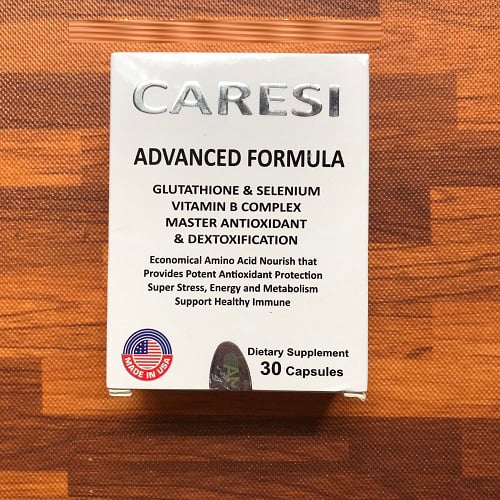 CARESI
ADVANCED FORMULA
GLUTATHIONE & SELENIUM
VITAMIN B COMPLEX
MASTER ANTIOXIDANT
& DEXTOXIFICATION
Economical Amino Acid Nourish that
Provides Potent Antioxidant Protection
Super Stress, Energy and Metabolism
Support Healthy Immune
MADE IN USA
Dietary Supplement
30 Capsules